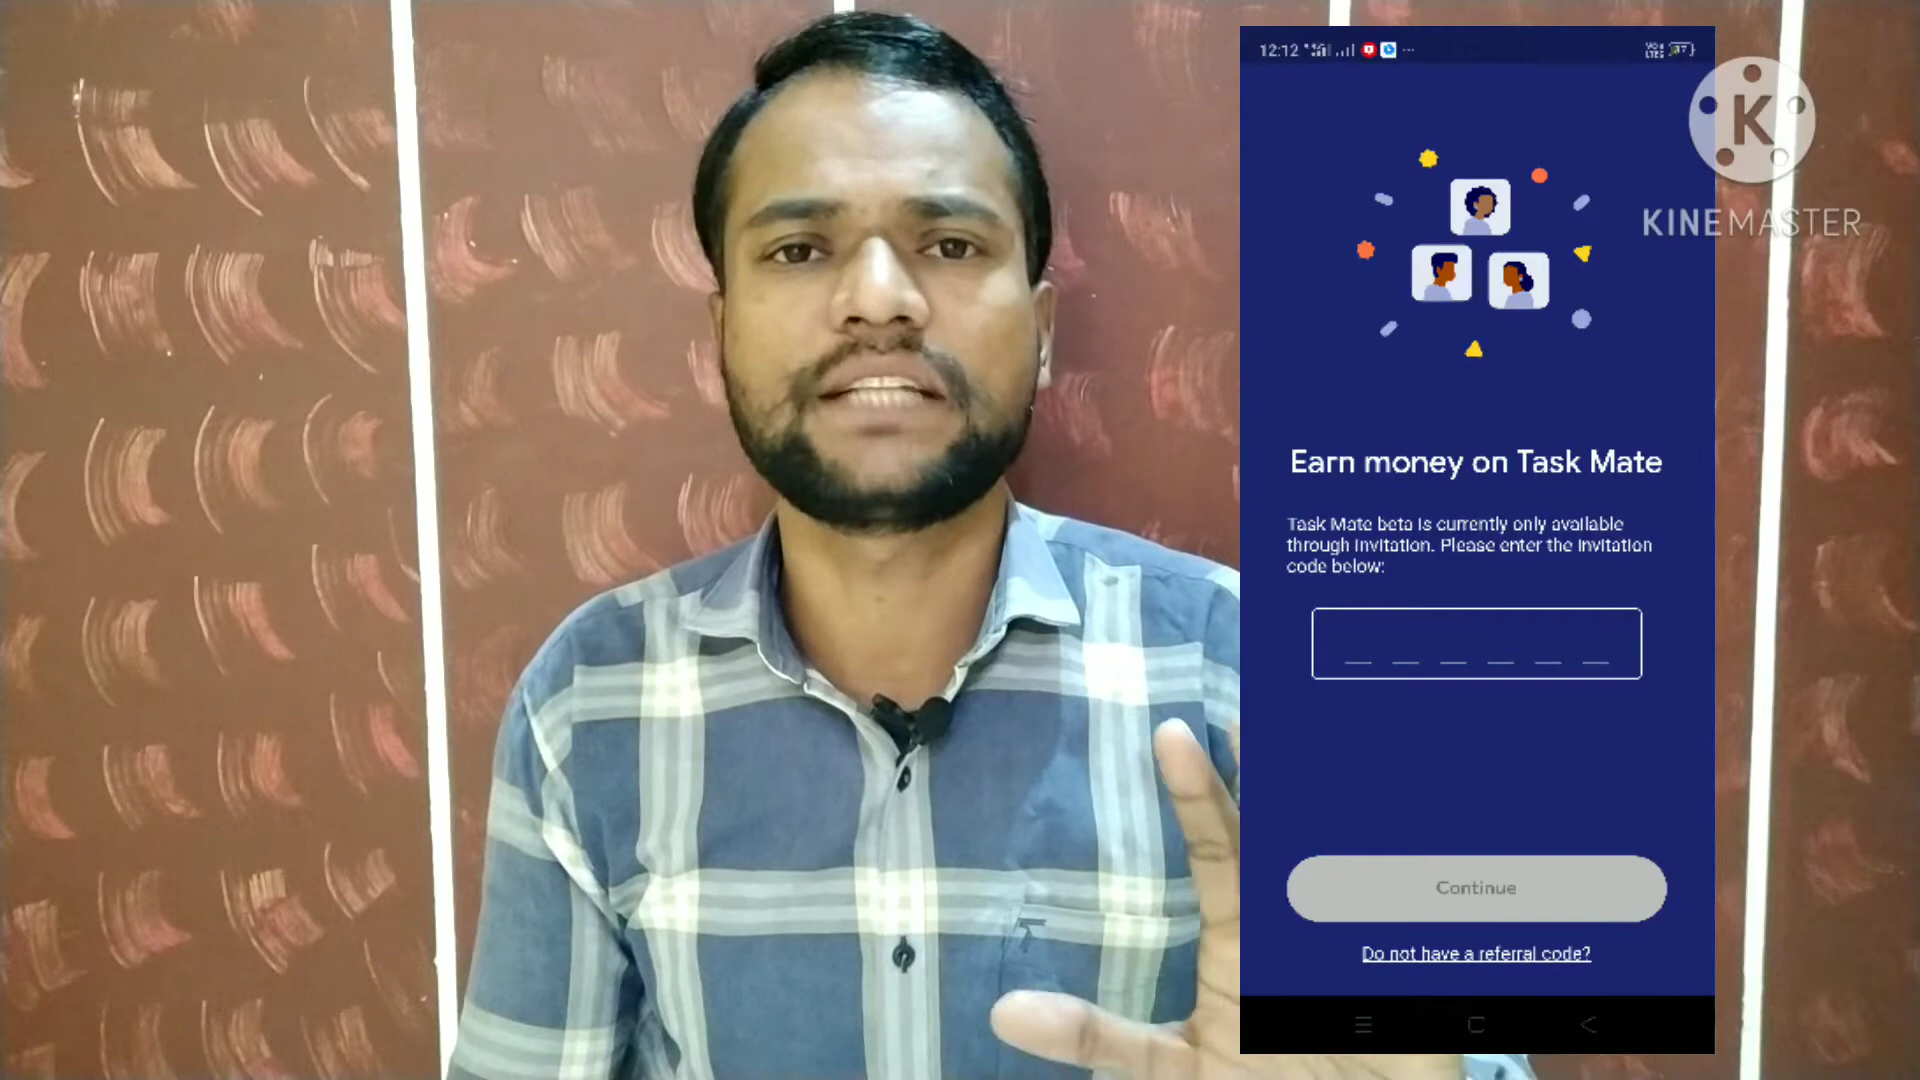 12:12
K
KINEMASTER
Earn money on Task Mate
Task Mate beta is currently only available
through invitation. Please enter the invitation
code below:
Continue
Do not have a referral code?